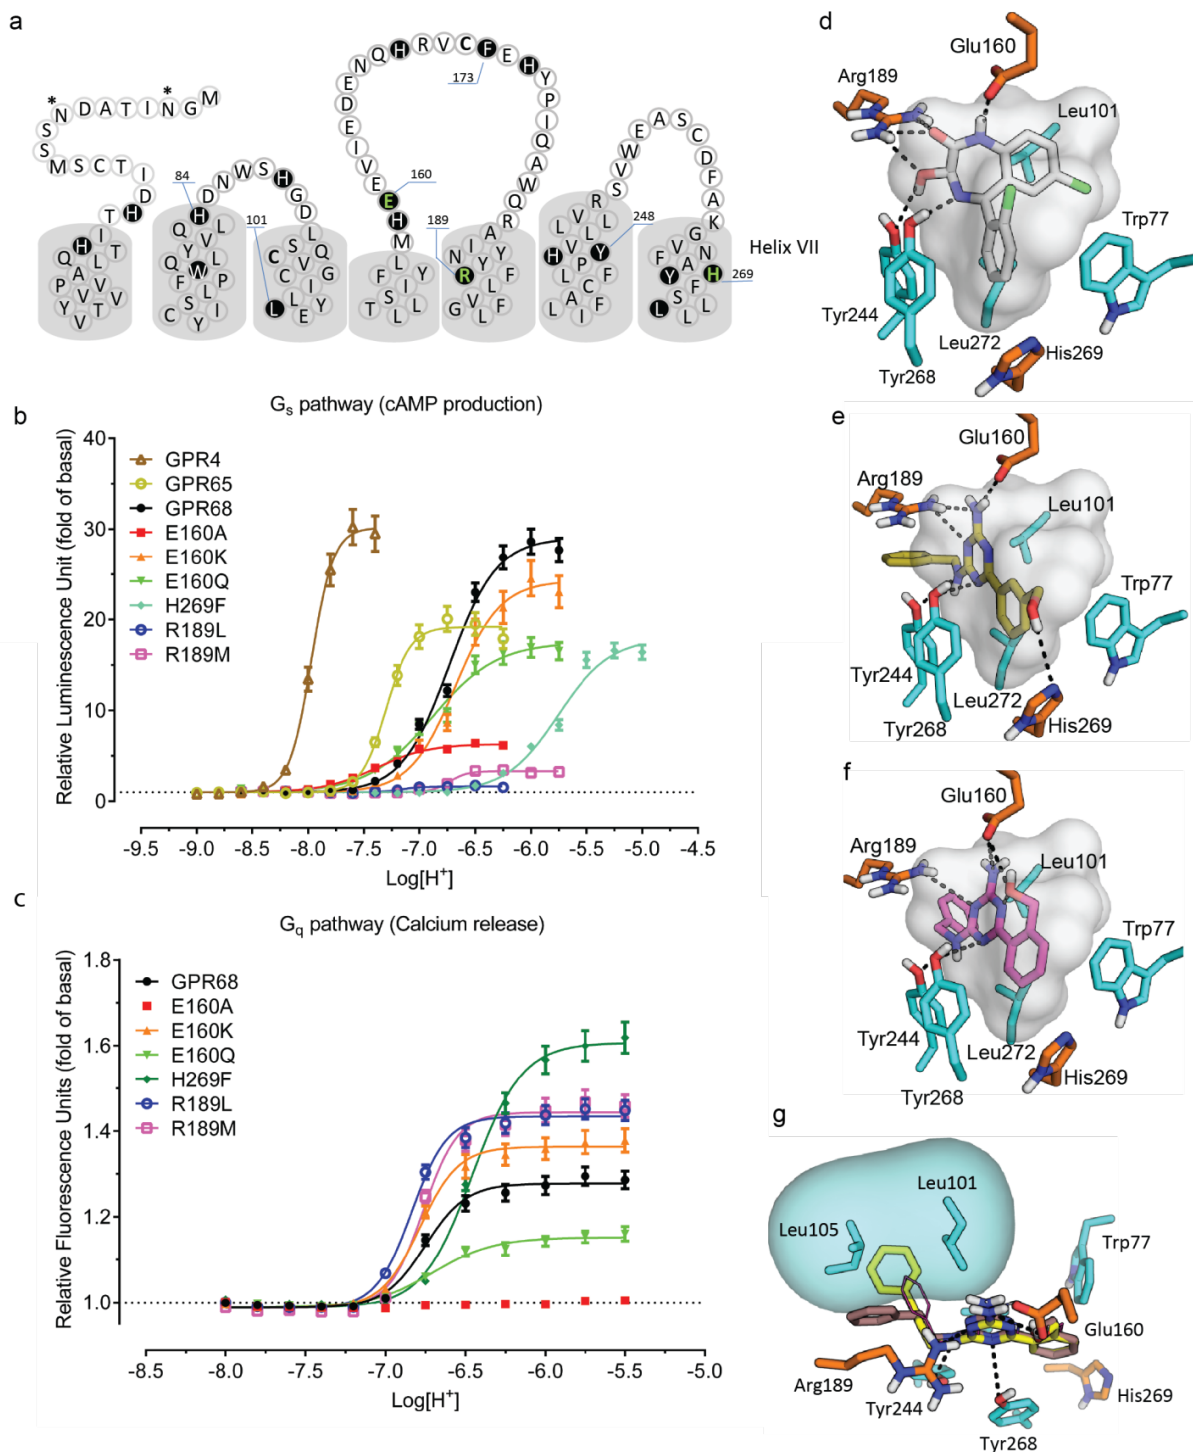 a
* *
N D A T I N G M
S
S
M S C T I
D
H
T
84
D N W S H G D
101
E D E N Q H R V C F E H Y P I Q A W Q R
173
I E V I E E H M
160
189
S V W E A S C D F A K
248
Helix VII
269
b
Gs pathway (cAMP production)
Relative Luminescence Unit (fold of basal)
40
30
20
10
0
GPR4
GPR65
GPR68
E160A
E160K
E160Q
H269F
R189L
R189M
-9.5 -9.0 -8.5 -8.0 -7.5 -7.0 -6.5 -6.0 -5.5 -5.0 -4.5
Log[H+]
c
Gq pathway (Calcium release)
Relative Fluorescence Units (fold of basal)
1.8
1.6
1.4
1.2
1.0
GPR68
E160A
E160K
E160Q
H269F
R189L
R189M
-8.5 -8.0 -7.5 -7.0 -6.5 -6.0 -5.5 -5.0
Log[H+]
d
Glu160
Arg189
Leu101
Trp77
Tyr244
Leu272
His269
Tyr268
e
Glu160
Arg189
Leu101
Trp77
Tyr244
Leu272
Tyr268
His269
f
Glu160
Arg189
Leu101
Trp77
Tyr244
Leu272
His269
Tyr268
g
Leu101
Leu105
Trp77
Glu160
Arg189
Tyr244
His269
Tyr268